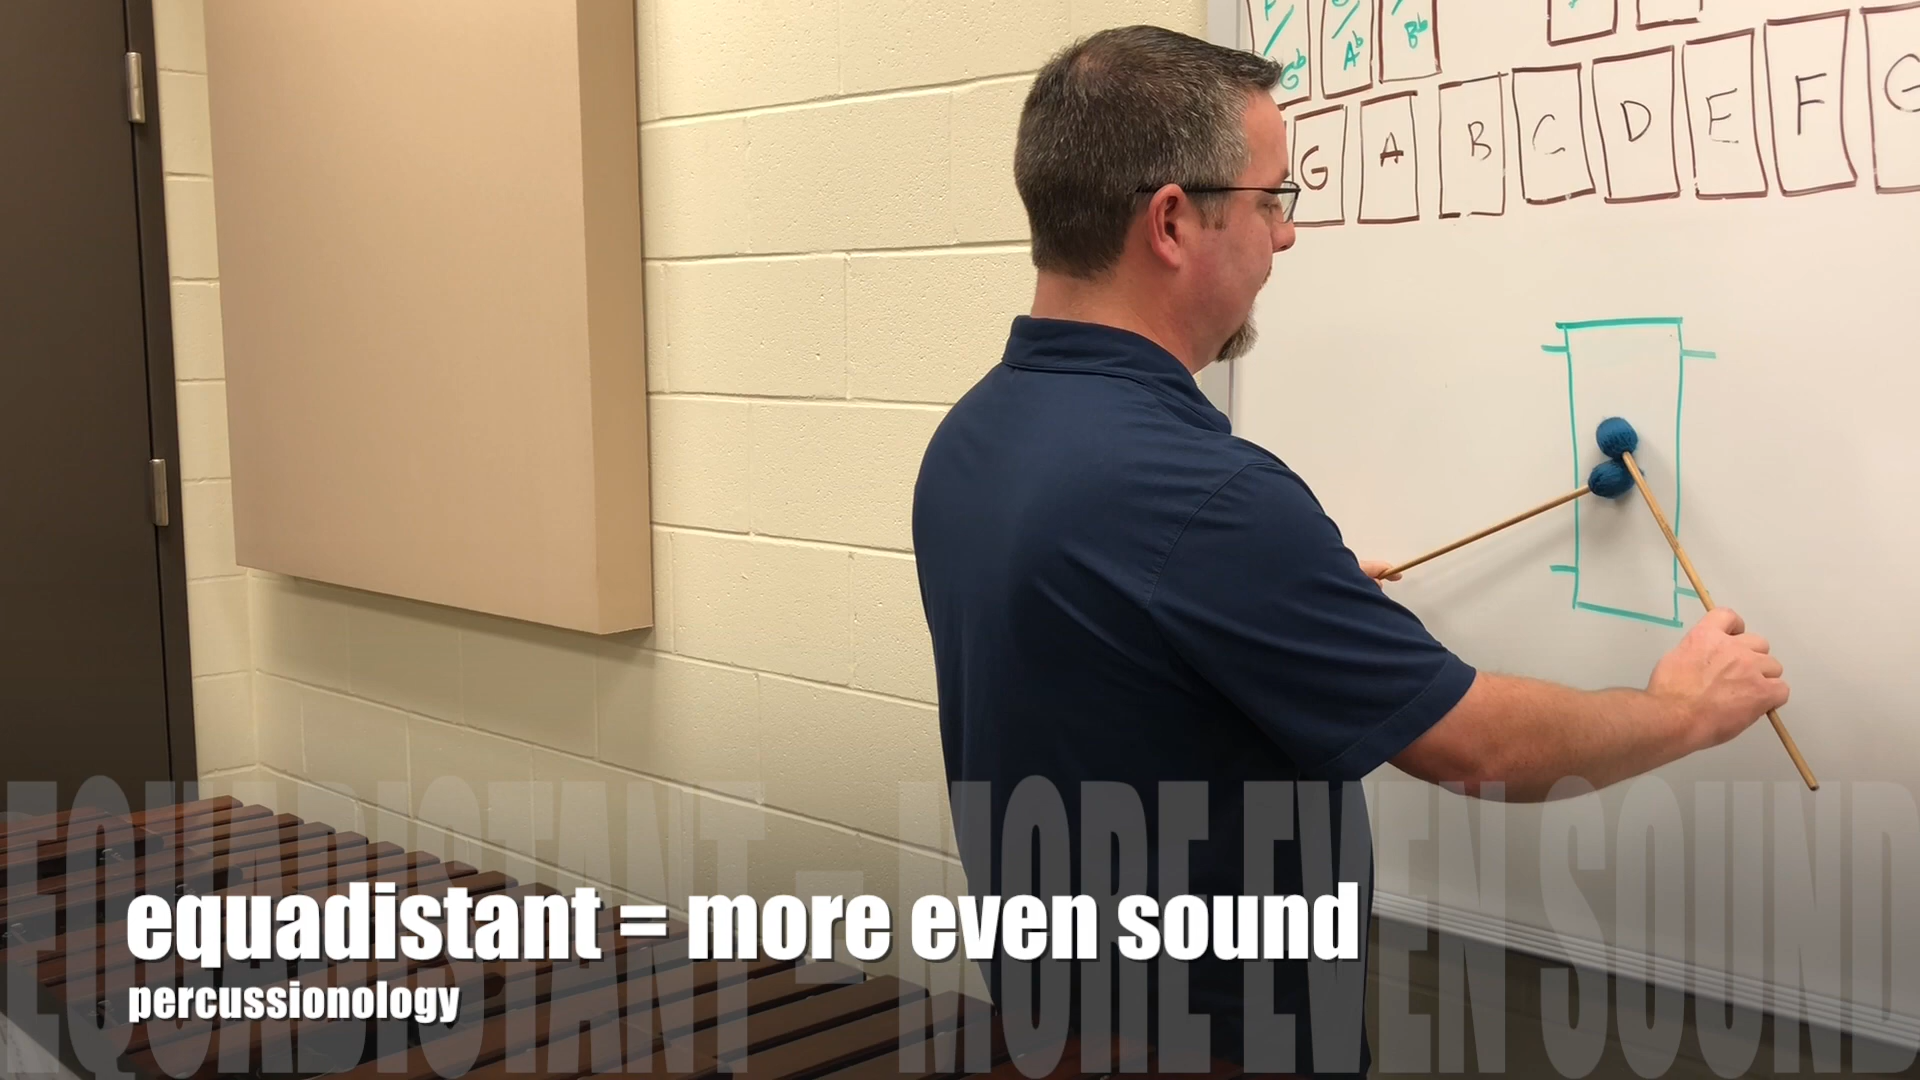 G♭ A♭ B♭
G A B C D E F G
equadistant = more even sound
percussionology
EQUADISTANT = MORE EVEN SOUND